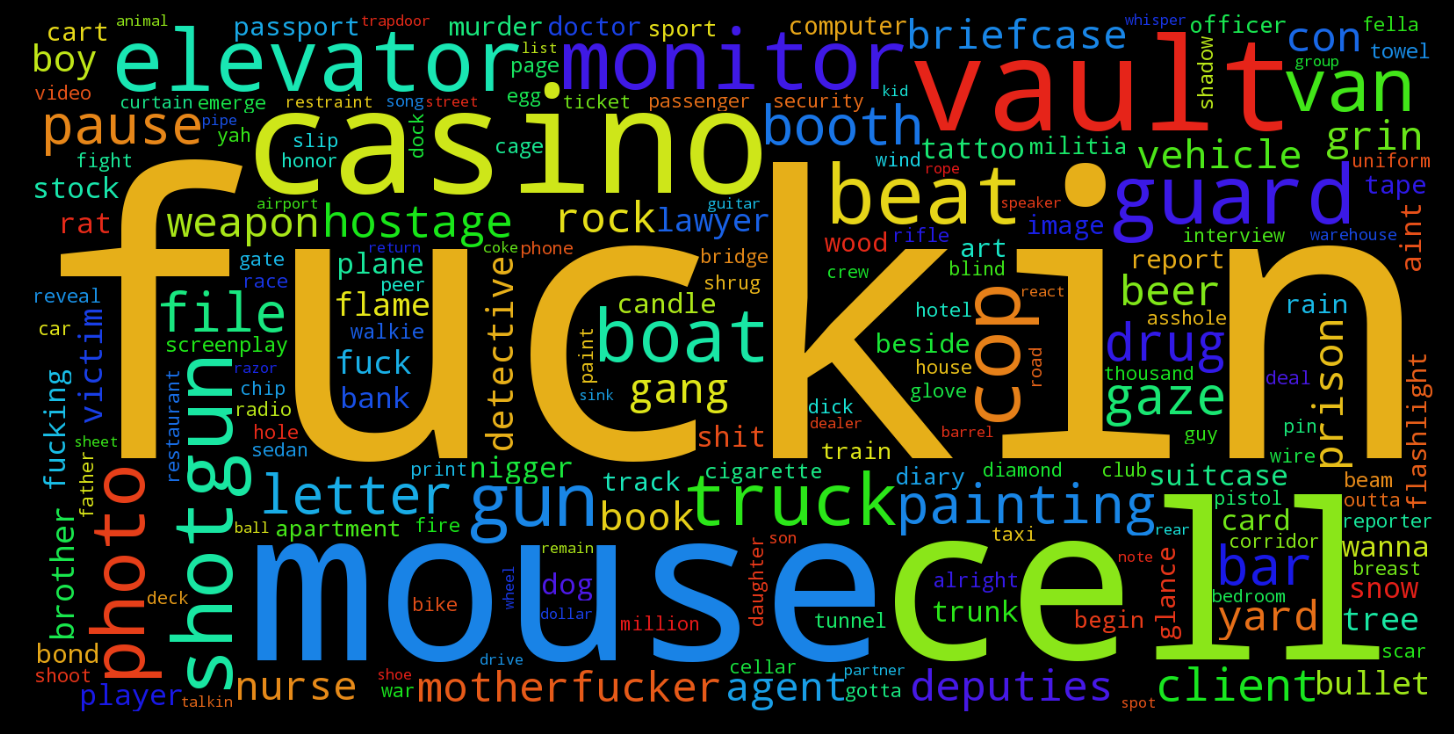 animal
cart
elevator
passport
trapdoor
murder
doctor
sport
computer
briefcase
whisper
officer
con
fella
towel
boy
list
page
monitor
vault
shadow
group
van
video
curtain
emerge
restraint
song
street
egg
ticket
passenger
security
kid
pause
pipe
yah
casino
booth
grin
slip
honor
dock
cage
wind
tattoo
militia
vehicle
uniform
fight
stock
rope
beat
guard
tape
airport
guitar
speaker
rat
weapon
hostage
rock
lawyer
image
aint
fuckin
return
coke
phone
bridge
wood
rifle
art
interview
warehouse
gate
race
plane
peer
shrug
crew
blind
report
reveal
file
flame
detective
candle
boat
hotel
cop
react
beer
rain
car
victim
screenplay
walkie
paint
beside
road
asshole
drug
razor
fuck
house
thousand
deal
prison
fucking
restaurant
shotgun
chip
bank
gang
sink
glove
gaze
flashlight
radio
dick
dealer
hole
shit
barrel
guy
pin
sheet
sedan
train
wire
father
print
nigger
cigarette
diary
diamond
club
suitcase
beam
photo
letter
gun
track
truck
painting
pistol
outta
book
card
reporter
ball
apartment
fire
taxi
rear
corridor
wanna
brother
mouse
remain
son
cell
note
glance
bar
breast
deck
wheel
dog
daughter
alright
bedroom
snow
bike
dollar
million
tunnel
trunk
begin
yard
tree
bond
drive
cellar
partner
scar
shoot
shoe
player
talkin
nurse
war
motherfucker
agent
gotta
deputies
spot
client
bullet